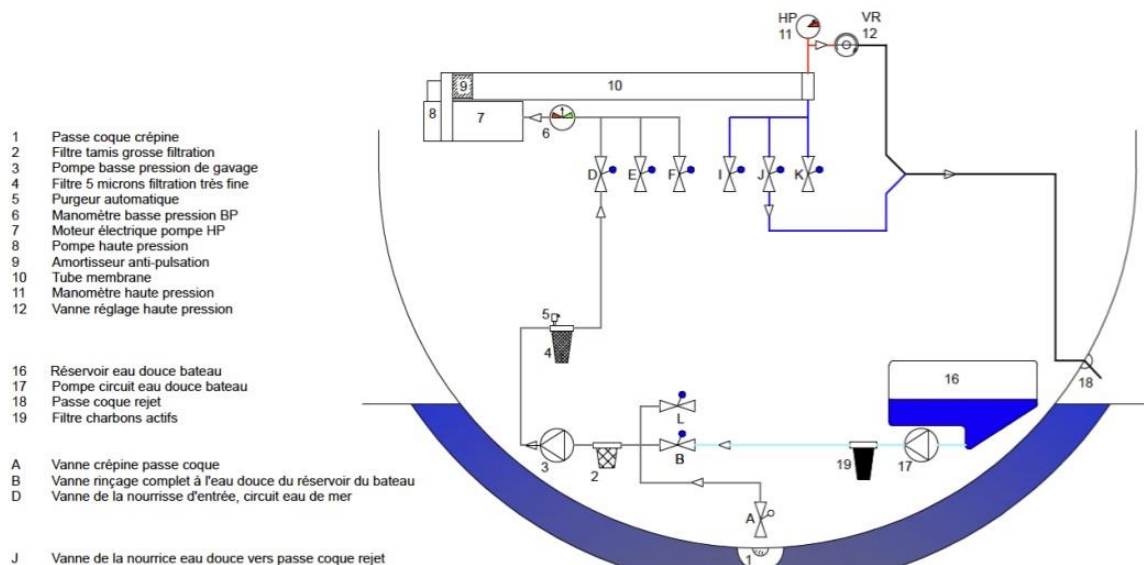 HP
11
VR
12
9
10
8
7
6
D
E
F
I
J
K
1 Passe coque crépine
2 Filtre tamis grosse filtration
3 Pompe basse pression de gavage
4 Filtre 5 microns filtration très fine
5 Purgeur automatique
6 Manomètre basse pression BP
7 Moteur électrique pompe HP
8 Pompe haute pression
9 Amortisseur anti-pulsation
10 Tube membrane
11 Manomètre haute pression
12 Vanne réglage haute pression
5
4
16 Réservoir eau douce bateau
17 Pompe circuit eau douce bateau
18 Passe coque rejet
19 Filtre charbons actifs
16
18
L
3
2
B
19
17
A Vanne crépine passe coque
B Vanne rinçage complet à l'eau douce du réservoir du bateau
D Vanne de la nourrisse d'entrée, circuit eau de mer
A
1
J Vanne de la nourrice eau douce vers passe coque rejet